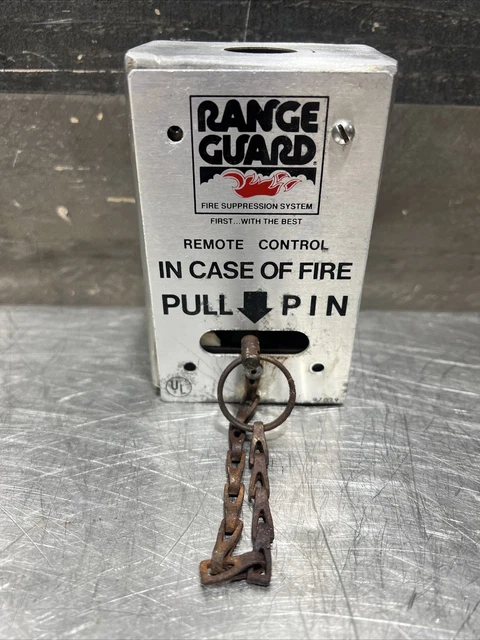 RANGE
GUARD
FIRE SUPPRESSION SYSTEM
FIRST...WITH THE BEST
REMOTE CONTROL
IN CASE OF FIRE
PULL PIN
UL